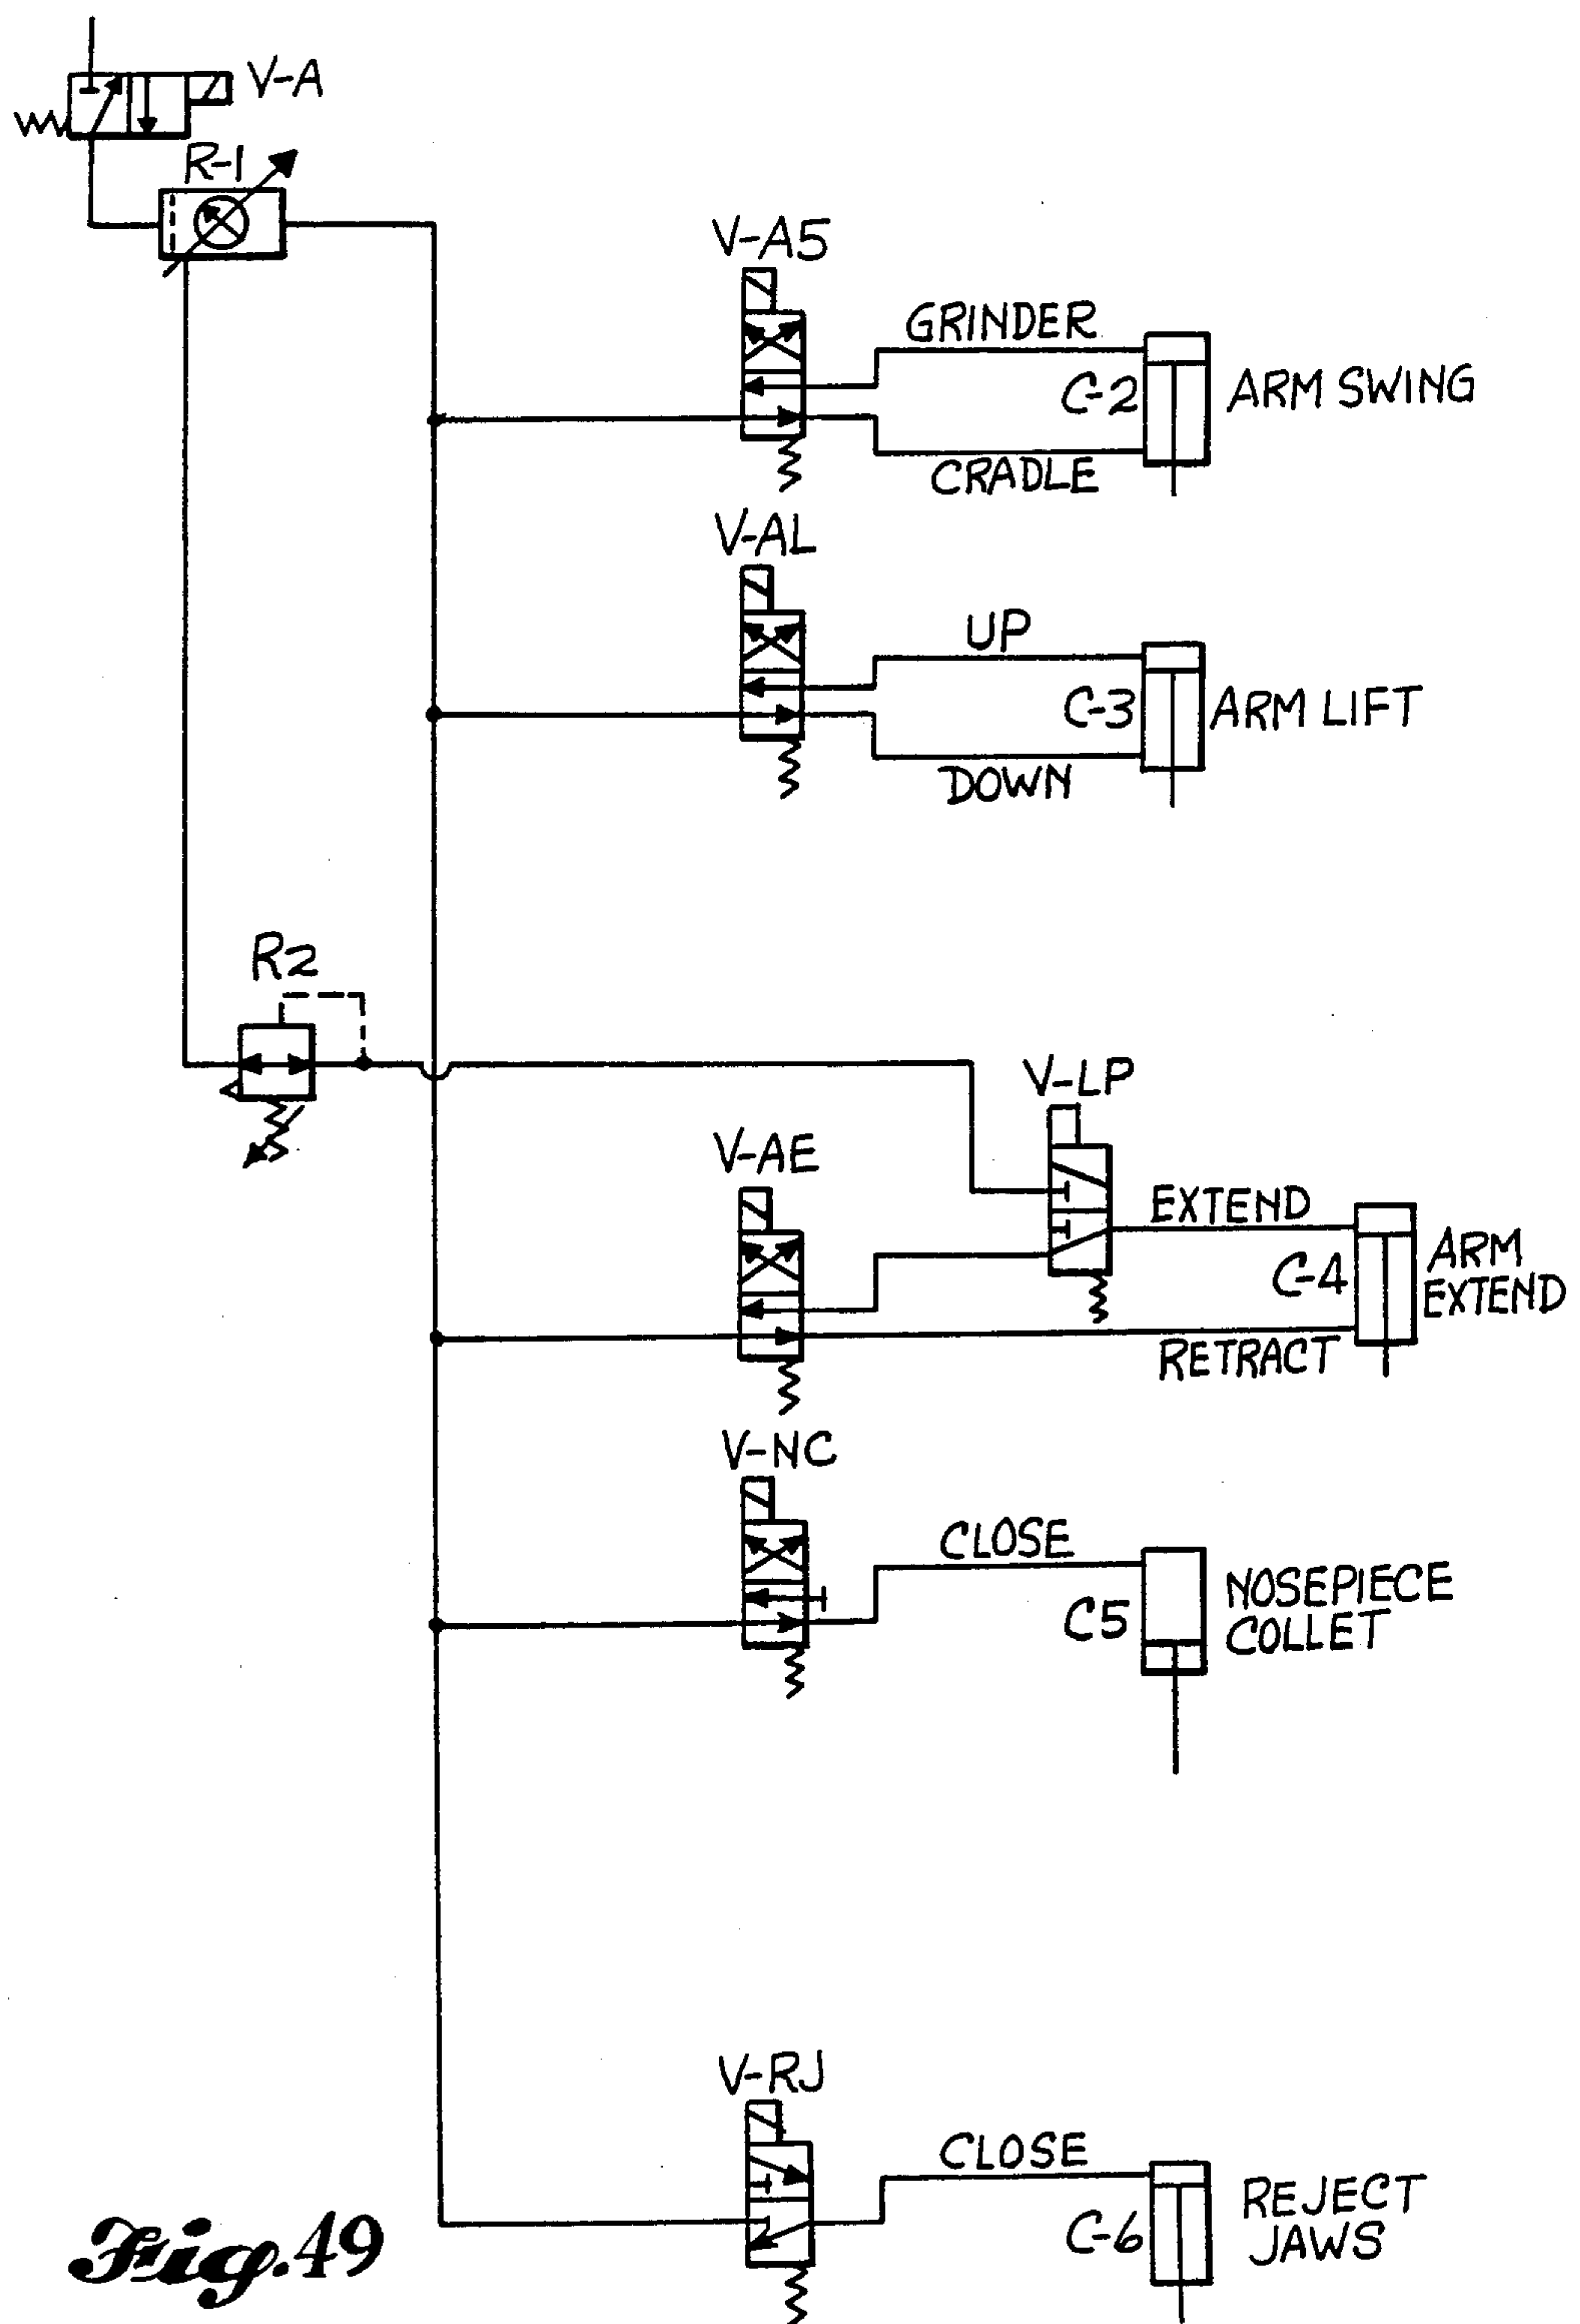 V-A
R-1
V-A5
GRINDER
C-2
ARM SWING
CRADLE
V-AL
UP
C-3
ARM LIFT
DOWN
R2
V-LP
V-AE
EXTEND
C-4
ARM
EXTEND
RETRACT
V-NC
CLOSE
C5
NOSEPIECE
COLLET
V-RJ
CLOSE
C-6
REJECT
JAWS
Fig. 49